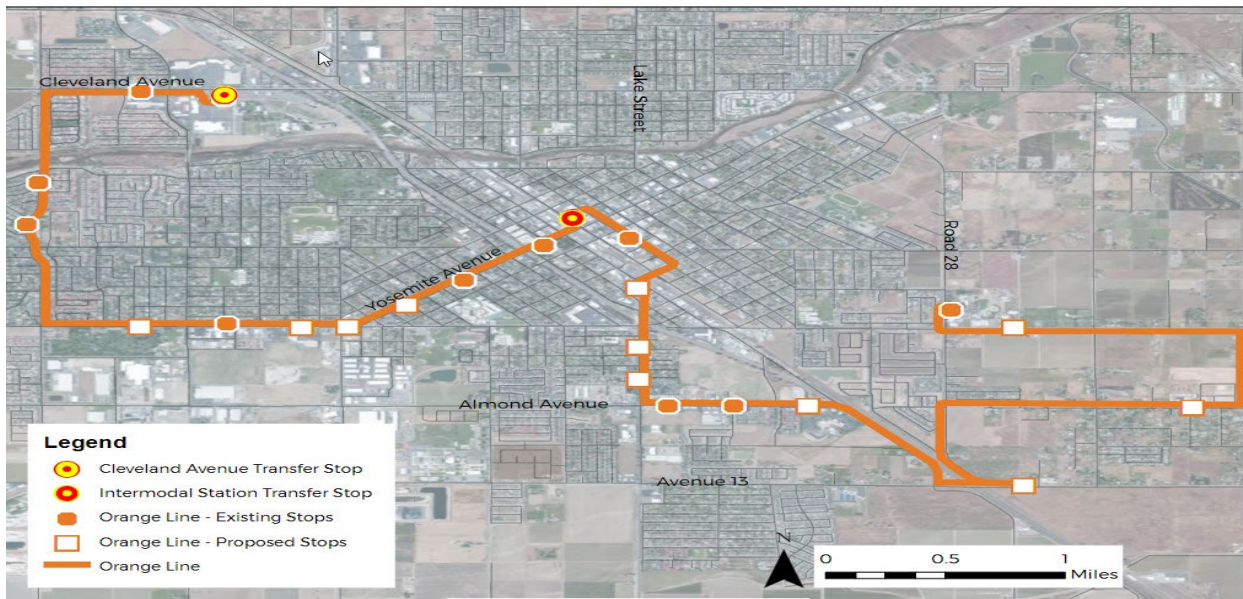 Cleveland Avenue
Lake Street
Road 28
Yosemite Avenue
Almond Avenue
Avenue 13
Legend
Cleveland Avenue Transfer Stop
Intermodal Station Transfer Stop
Orange Line - Existing Stops
Orange Line - Proposed Stops
Orange Line
N
0 0.5 1
Miles